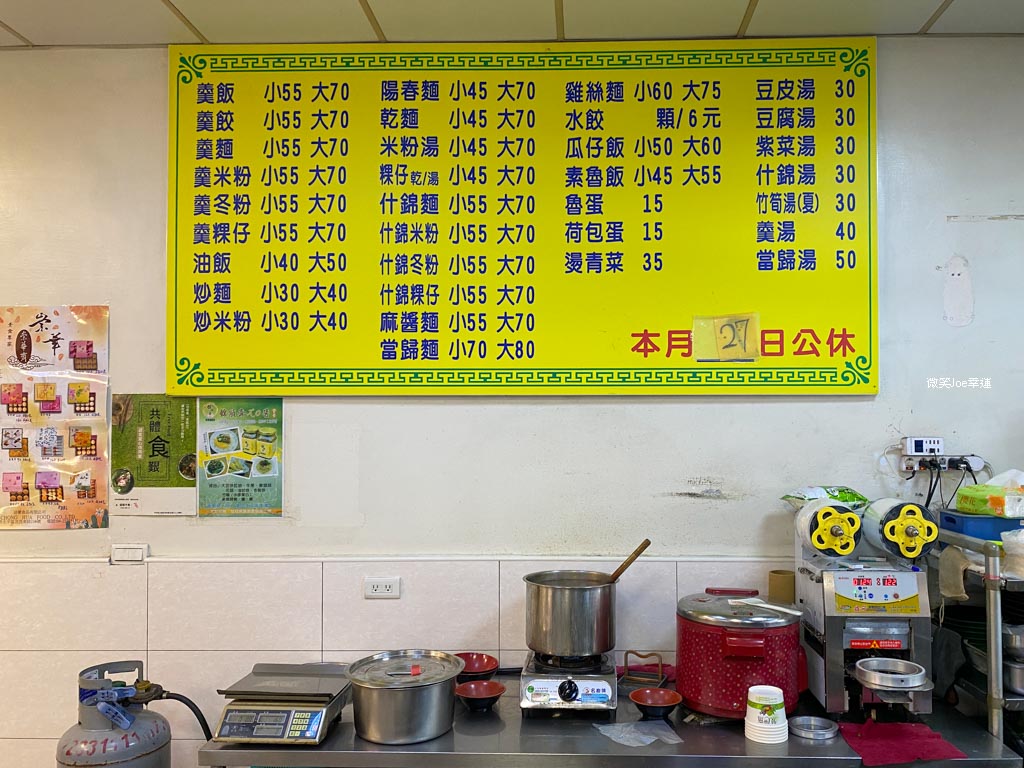 羹飯 小55 大70
羹餃 小55 大70
羹麵 小55 大70
羹米粉 小55 大70
羹冬粉 小55 大70
羹粿仔 小55 大70
油飯 小40 大50
炒麵 小30 大40
炒米粉 小30 大40
陽春麵 小45 大70
乾麵 小45 大70
米粉湯 小45 大70
粿仔乾/湯 小45 大70
什錦麵 小55 大70
什錦米粉 小55 大70
什錦冬粉 小55 大70
什錦粿仔 小55 大70
麻醬麵 小55 大70
當歸麵 小70 大80
雞絲麵 小60 大75
水餃 顆/6元
瓜仔飯 小50 大60
素魯飯 小45 大55
魯蛋 15
荷包蛋 15
燙青菜 35
豆皮湯 30
豆腐湯 30
紫菜湯 30
什錦湯 30
竹筍湯(夏) 30
羹湯 40
當歸湯 50
本月27日公休
微笑Joe幸運
榮華
共體食艱